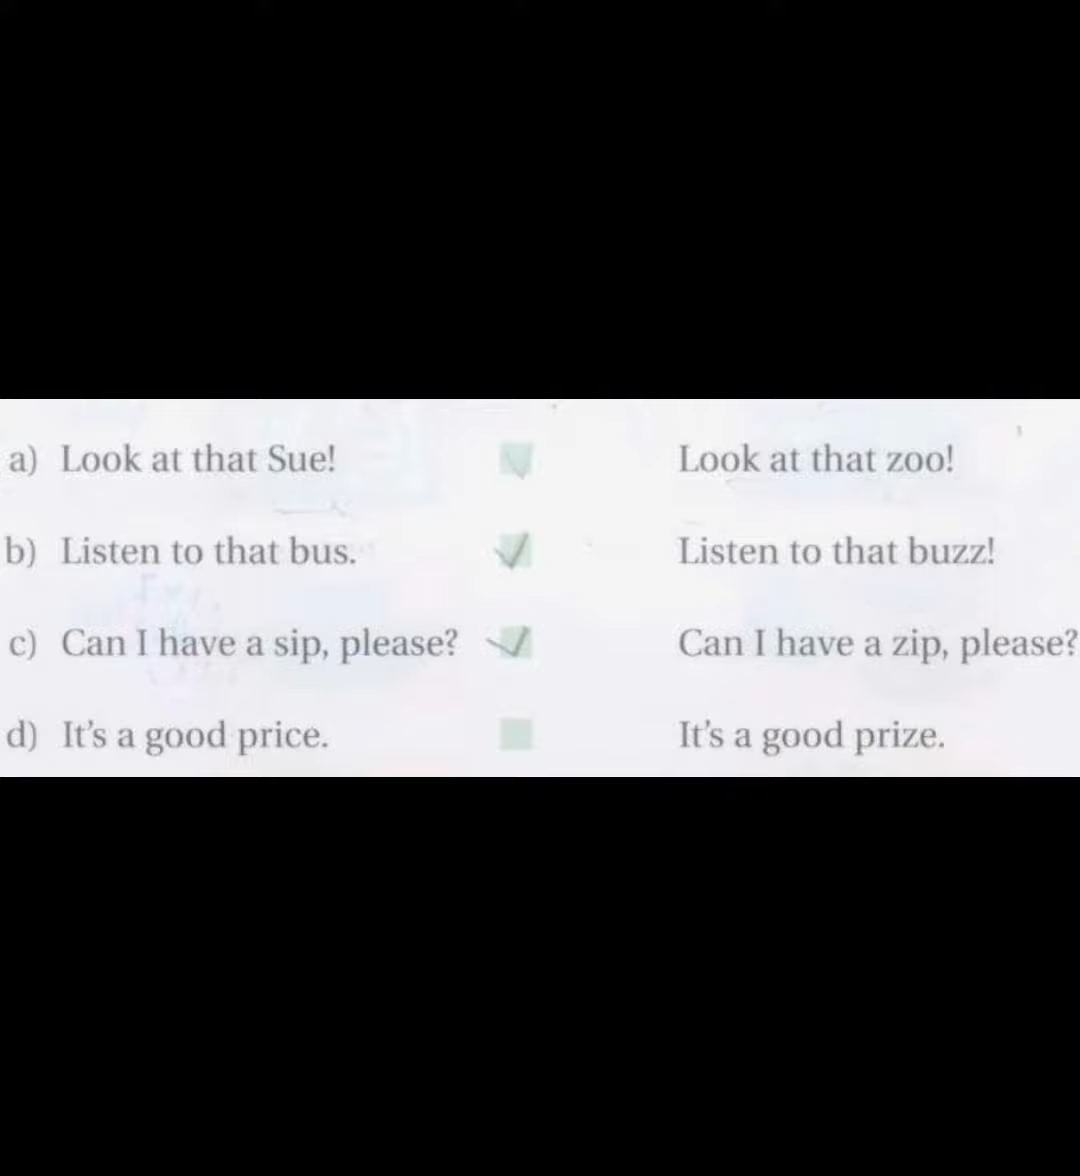 a) Look at that Sue! Look at that zoo!
b) Listen to that bus. Listen to that buzz!
c) Can I have a sip, please? Can I have a zip, please?
d) It's a good price. It's a good prize.